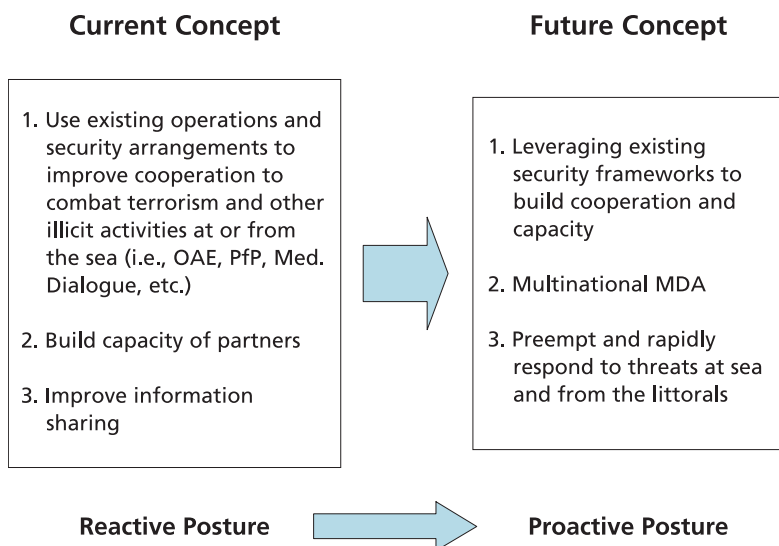 Current Concept
1. Use existing operations and
security arrangements to
improve cooperation to
combat terrorism and other
illicit activities at or from
the sea (i.e., OAE, PfP, Med.
Dialogue, etc.)
2. Build capacity of partners
3. Improve information
sharing
Future Concept
1. Leveraging existing
security frameworks to
build cooperation and
capacity
2. Multinational MDA
3. Preempt and rapidly
respond to threats at sea
and from the littorals
Reactive Posture
Proactive Posture